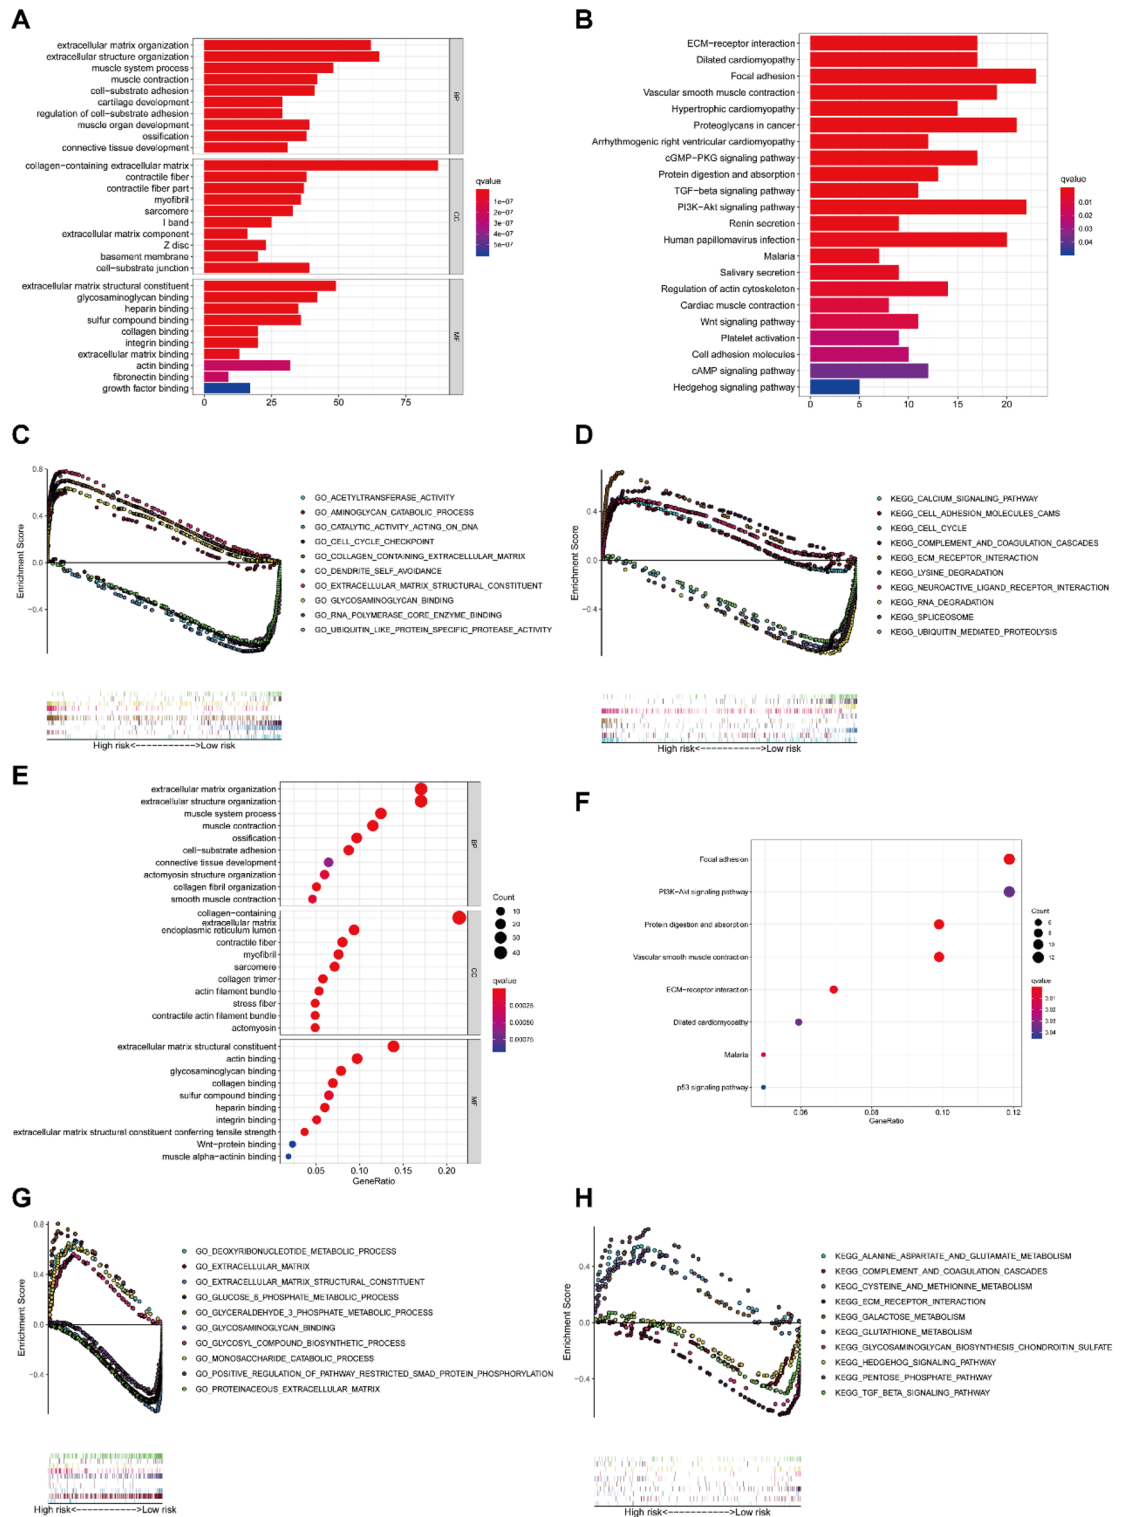 A
extracellular matrix organization
extracellular structure organization
muscle system process
muscle contraction
cell−substrate adhesion
cartilage development
regulation of cell−substrate adhesion
muscle organ development
ossification
connective tissue development
BP
collagen−containing extracellular matrix
contractile fiber
contractile fiber part
myofibril
sarcomere
I band
extracellular matrix component
Z disc
basement membrane
cell−substrate junction
CC
extracellular matrix structural constituent
glycosaminoglycan binding
heparin binding
sulfur compound binding
collagen binding
integrin binding
extracellular matrix binding
actin binding
fibronectin binding
growth factor binding
MF
0 25 50 75
qvalue
1e−07
2e−07
3e−07
4e−07
5e−07
B
ECM−receptor interaction
Dilated cardiomyopathy
Focal adhesion
Vascular smooth muscle contraction
Hypertrophic cardiomyopathy
Proteoglycans in cancer
Arrhythmogenic right ventricular cardiomyopathy
cGMP−PKG signaling pathway
Protein digestion and absorption
TGF−beta signaling pathway
PI3K−Akt signaling pathway
Renin secretion
Human papillomavirus infection
Malaria
Salivary secretion
Regulation of actin cytoskeleton
Cardiac muscle contraction
Wnt signaling pathway
Platelet activation
Cell adhesion molecules
cAMP signaling pathway
Hedgehog signaling pathway
0 5 10 15 20
qvalue
0.01
0.02
0.03
0.04
C
Enrichment Score
0.8
0.4
0.0
−0.4
GO_ACETYLTRANSFERASE_ACTIVITY
GO_AMINOGLYCAN_CATABOLIC_PROCESS
GO_CATALYTIC_ACTIVITY_ACTING_ON_DNA
GO_CELL_CYCLE_CHECKPOINT
GO_COLLAGEN_CONTAINING_EXTRACELLULAR_MATRIX
GO_DENDRITE_SELF_AVOIDANCE
GO_EXTRACELLULAR_MATRIX_STRUCTURAL_CONSTITUENT
GO_GLYCOSAMINOGLYCAN_BINDING
GO_RNA_POLYMERASE_CORE_ENZYME_BINDING
GO_UBIQUITIN_LIKE_PROTEIN_SPECIFIC_PROTEASE_ACTIVITY
High risk<----------->Low risk
D
Enrichment Score
0.4
0.0
−0.4
KEGG_CALCIUM_SIGNALING_PATHWAY
KEGG_CELL_ADHESION_MOLECULES_CAMS
KEGG_CELL_CYCLE
KEGG_COMPLEMENT_AND_COAGULATION_CASCADES
KEGG_ECM_RECEPTOR_INTERACTION
KEGG_LYSINE_DEGRADATION
KEGG_NEUROACTIVE_LIGAND_RECEPTOR_INTERACTION
KEGG_RNA_DEGRADATION
KEGG_SPLICEOSOME
KEGG_UBIQUITIN_MEDIATED_PROTEOLYSIS
High risk<----------->Low risk
E
extracellular matrix organization
extracellular structure organization
muscle system process
muscle contraction
ossification
cell−substrate adhesion
connective tissue development
actomyosin structure organization
collagen fibril organization
smooth muscle contraction
BP
collagen−containing
extracellular matrix
endoplasmic reticulum lumen
contractile fiber
myofibril
sarcomere
collagen trimer
actin filament bundle
stress fiber
contractile actin filament bundle
actomyosin
CC
extracellular matrix structural constituent
actin binding
glycosaminoglycan binding
collagen binding
sulfur compound binding
heparin binding
integrin binding
extracellular matrix structural constituent conferring tensile strength
Wnt−protein binding
muscle alpha−actinin binding
MF
0.05 0.10 0.15 0.20
GeneRatio
Count
10
20
30
40
qvalue
0.00025
0.00050
0.00075
F
Focal adhesion
PI3K−Akt signaling pathway
Protein digestion and absorption
Vascular smooth muscle contraction
ECM−receptor interaction
Dilated cardiomyopathy
Malaria
p53 signaling pathway
0.06 0.08 0.10 0.12
GeneRatio
Count
6
8
10
12
qvalue
0.01
0.02
0.03
0.04
G
Enrichment Score
0.8
0.4
0.0
−0.4
GO_DEOXYRIBONUCLEOTIDE_METABOLIC_PROCESS
GO_EXTRACELLULAR_MATRIX
GO_EXTRACELLULAR_MATRIX_STRUCTURAL_CONSTITUENT
GO_GLUCOSE_6_PHOSPHATE_METABOLIC_PROCESS
GO_GLYCERALDEHYDE_3_PHOSPHATE_METABOLIC_PROCESS
GO_GLYCOSAMINOGLYCAN_BINDING
GO_GLYCOSYL_COMPOUND_BIOSYNTHETIC_PROCESS
GO_MONOSACCHARIDE_CATABOLIC_PROCESS
GO_POSITIVE_REGULATION_OF_PATHWAY_RESTRICTED_SMAD_PROTEIN_PHOSPHORYLATION
GO_PROTEINACEOUS_EXTRACELLULAR_MATRIX
High risk<----------->Low risk
H
Enrichment Score
0.4
0.0
−0.4
KEGG_ALANINE_ASPARTATE_AND_GLUTAMATE_METABOLISM
KEGG_COMPLEMENT_AND_COAGULATION_CASCADES
KEGG_CYSTEINE_AND_METHIONINE_METABOLISM
KEGG_ECM_RECEPTOR_INTERACTION
KEGG_GALACTOSE_METABOLISM
KEGG_GLUTATHIONE_METABOLISM
KEGG_GLYCOSAMINOGLYCAN_BIOSYNTHESIS_CHONDROITIN_SULFATE
KEGG_HEDGEHOG_SIGNALING_PATHWAY
KEGG_PENTOSE_PHOSPHATE_PATHWAY
KEGG_TGF_BETA_SIGNALING_PATHWAY
High risk<----------->Low risk